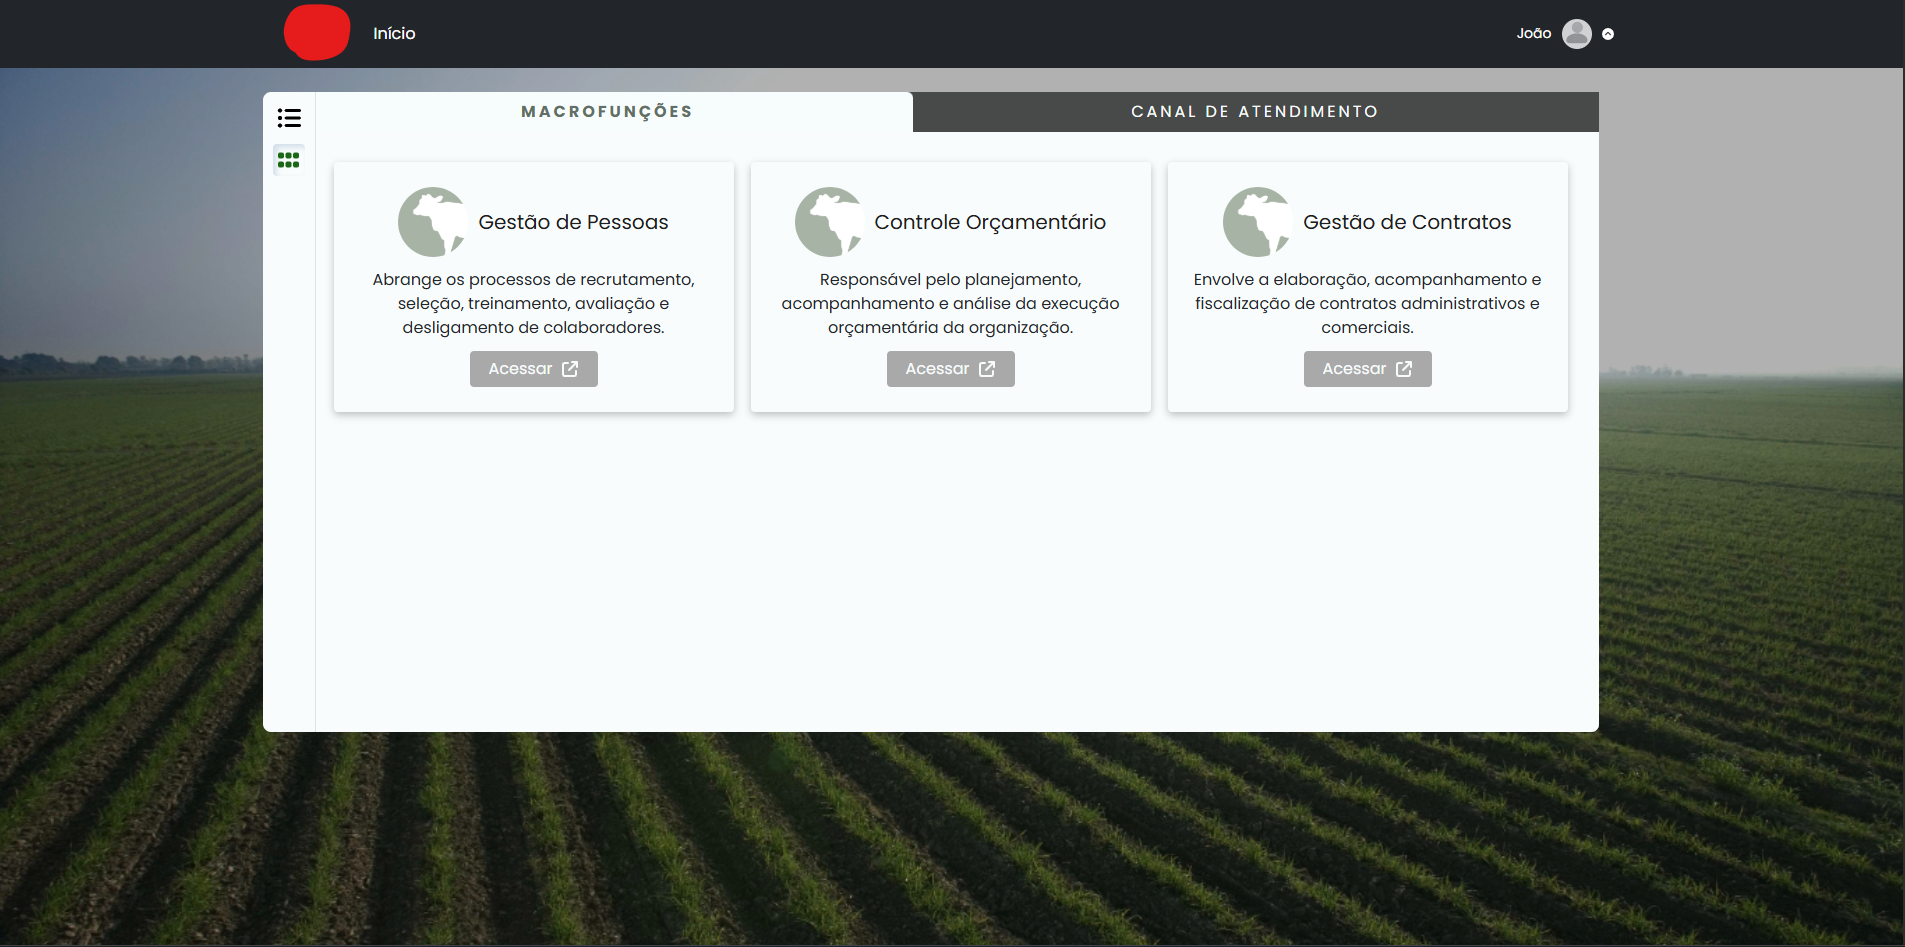 Início
João
MACROFUNÇÕES
CANAL DE ATENDIMENTO
Gestão de Pessoas
Abrange os processos de recrutamento,
seleção, treinamento, avaliação e
desligamento de colaboradores.
Acessar
Controle Orçamentário
Responsável pelo planejamento,
acompanhamento e análise da execução
orçamentária da organização.
Acessar
Gestão de Contratos
Envolve a elaboração, acompanhamento e
fiscalização de contratos administrativos e
comerciais.
Acessar